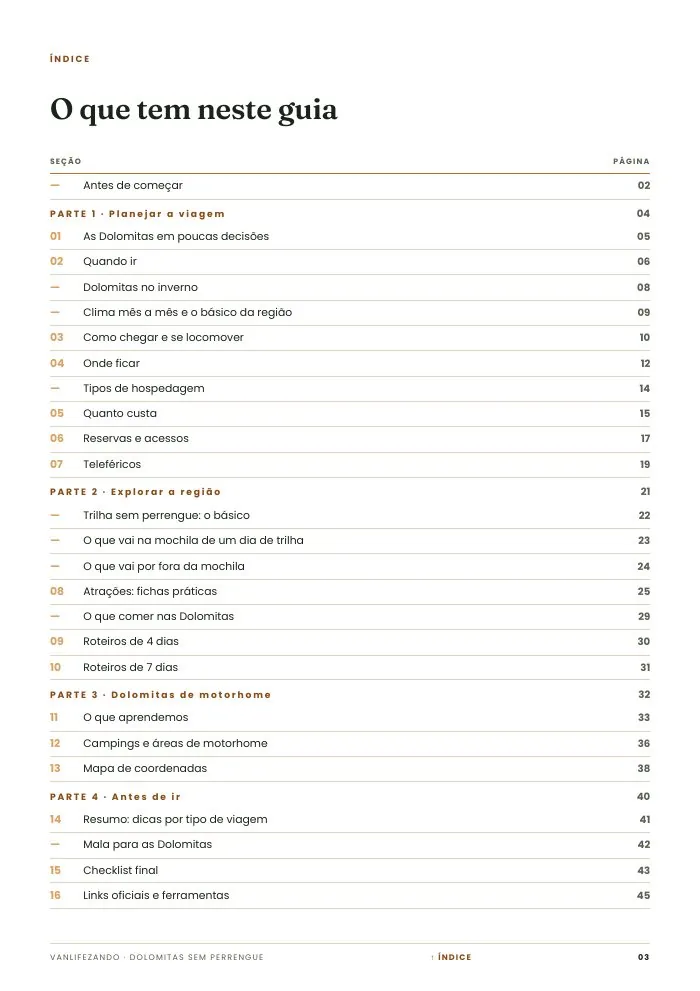 ÍNDICE
O que tem neste guia
SEÇÃO PÁGINA
— Antes de começar 02
PARTE 1 · Planejar a viagem 04
01 As Dolomitas em poucas decisões 05
02 Quando ir 06
— Dolomitas no inverno 08
— Clima mês a mês e o básico da região 09
03 Como chegar e se locomover 10
04 Onde ficar 12
— Tipos de hospedagem 14
05 Quanto custa 15
06 Reservas e acessos 17
07 Teleféricos 19
PARTE 2 · Explorar a região 21
— Trilha sem perrengue: o básico 22
— O que vai na mochila de um dia de trilha 23
— O que vai por fora da mochila 24
08 Atrações: fichas práticas 25
— O que comer nas Dolomitas 29
09 Roteiros de 4 dias 30
10 Roteiros de 7 dias 31
PARTE 3 · Dolomitas de motorhome 32
11 O que aprendemos 33
12 Campings e áreas de motorhome 36
13 Mapa de coordenadas 38
PARTE 4 · Antes de ir 40
14 Resumo: dicas por tipo de viagem 41
— Mala para as Dolomitas 42
15 Checklist final 43
16 Links oficiais e ferramentas 45
VANLIFEZANDO · DOLOMITAS SEM PERRENGUE ↑ ÍNDICE 03